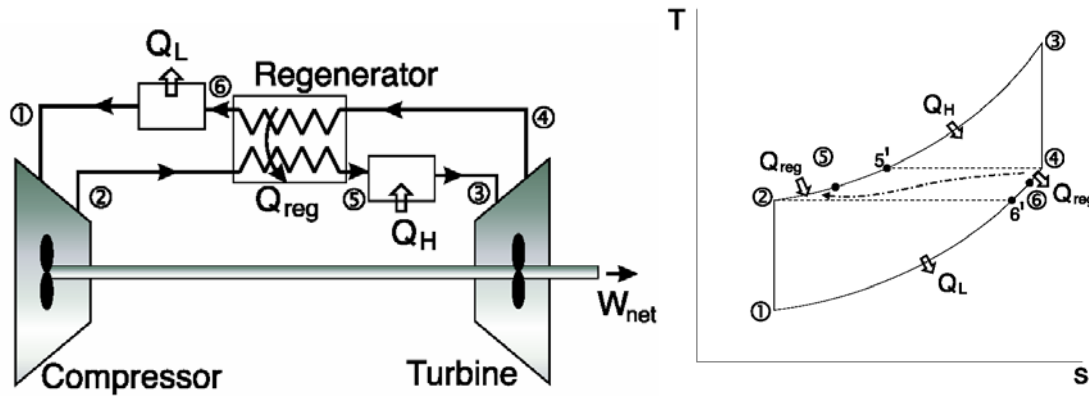 Q_L
⑥
Regenerator
①
④
②
Q_reg
⑤
③
Q_H
W_net
Compressor
Turbine
T
③
Q_H
Q_reg
⑤
5'
④
②
Q_reg
⑥
6'
Q_L
①
s